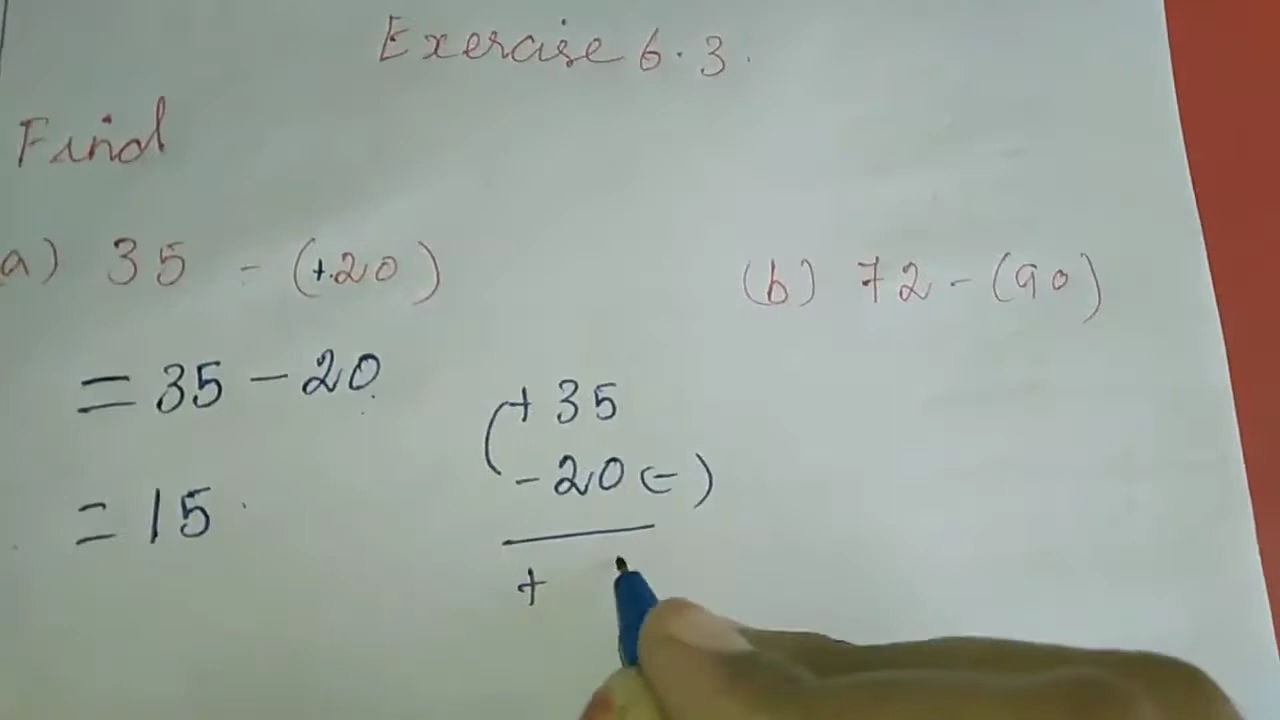 Exercise 6.3.
Find
a) 35 - (+20)
(b) 72 - (90)
= 35 - 20
= 15
(+ 35
- 20 (-)
+